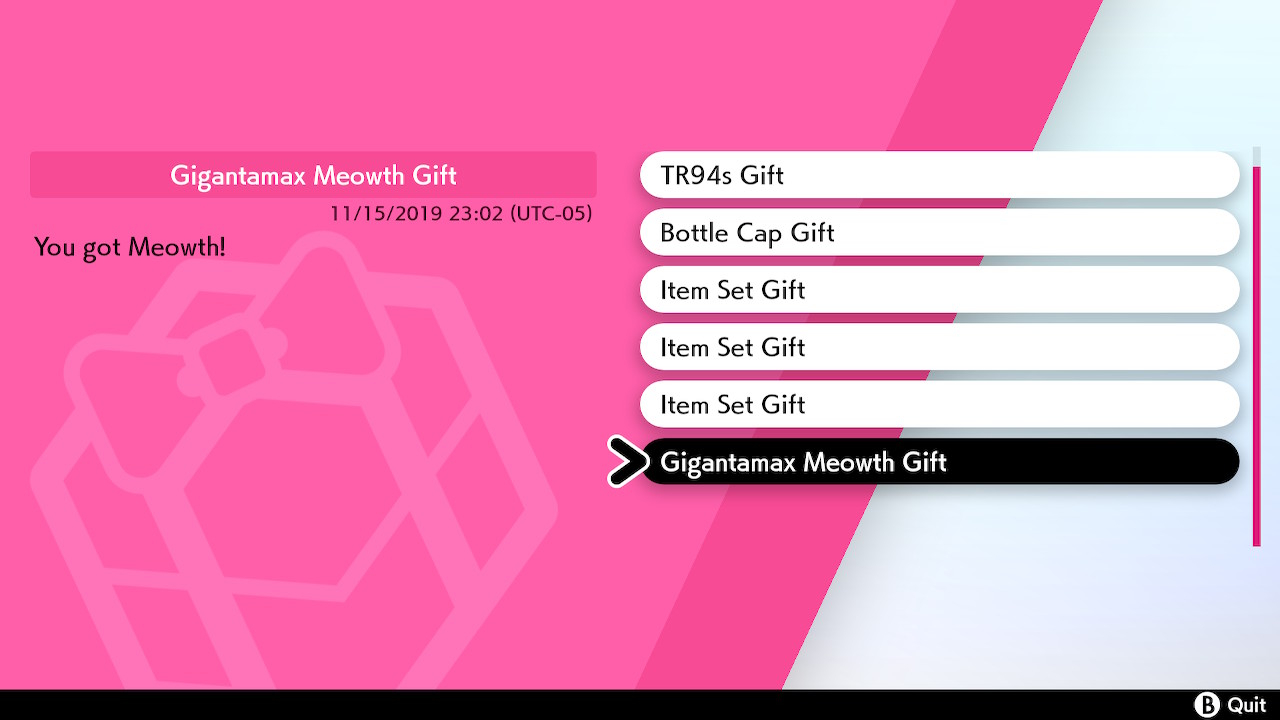 Gigantamax Meowth Gift
11/15/2019 23:02 (UTC-05)
You got Meowth!
TR94s Gift
Bottle Cap Gift
Item Set Gift
Item Set Gift
Item Set Gift
Gigantamax Meowth Gift
B Quit